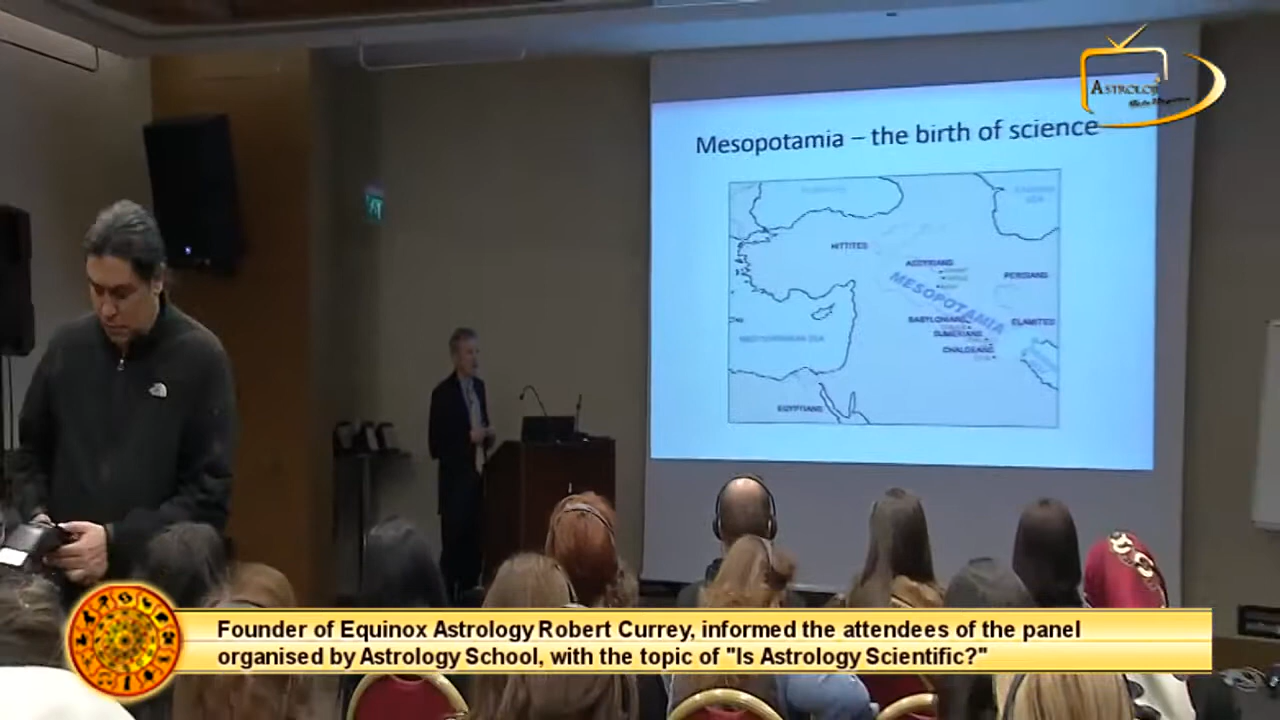 ASTROLOJİ
Mesopotamia – the birth of science
HITTITES
ASSYRIANS
PERSIANS
MESOPOTAMIA
BABYLONIANS
ELAMITES
SUMERIANS
MEDITERRANEAN SEA
CHALDEANS
EGYPTIANS
Founder of Equinox Astrology Robert Currey, informed the attendees of the panel
organised by Astrology School, with the topic of "Is Astrology Scientific?"